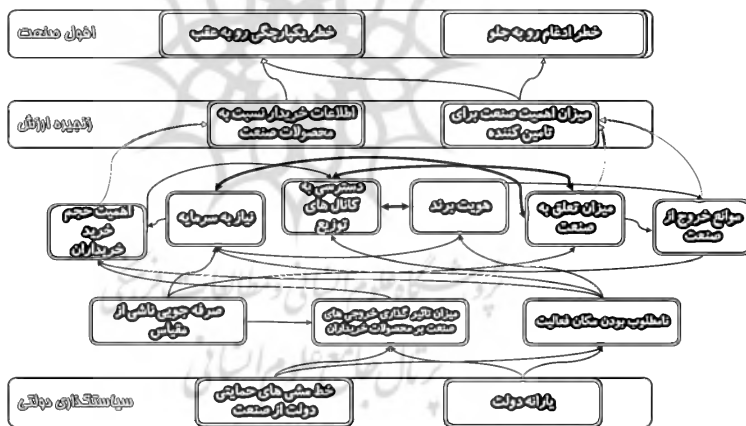 افول صنعت
خطر یکپارچگی رو به عقب
خطر ادغام رو به جلو
زنجیره ارزش
اطلاعات خریدار نسبت به
محصولات صنعت
میزان اهمیت صنعت برای
تامین کننده
اهمیت حجم
خرید
خریداران
نیاز به سرمایه
دسترسی به
کانال های
توزیع
هویت برند
میزان تعلق به
صنعت
موانع خروج از
صنعت
صرفه جویی ناشی از
مقیاس
میزان تاثیر گذاری خروجی های
صنعت بر محصولات خریداران
نامطلوب بودن مکان فعالیت
پرتال جامع علوم انسانی
سیاستگذاری دولتی
خط مشی های حمایتی
دولت از صنعت
یارانه دولت